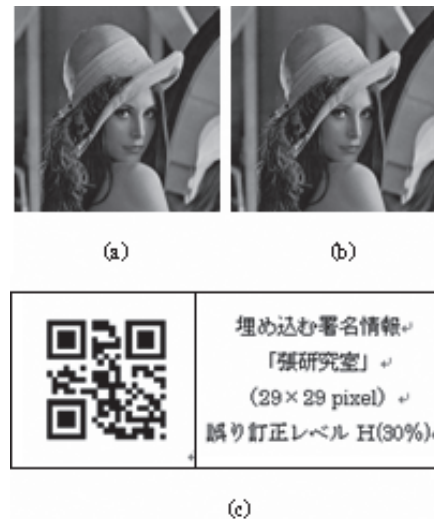 (a)
(b)
埋め込む署名情報
「張研究室」
(29×29 pixel)
誤り訂正レベル H(30%)
(c)